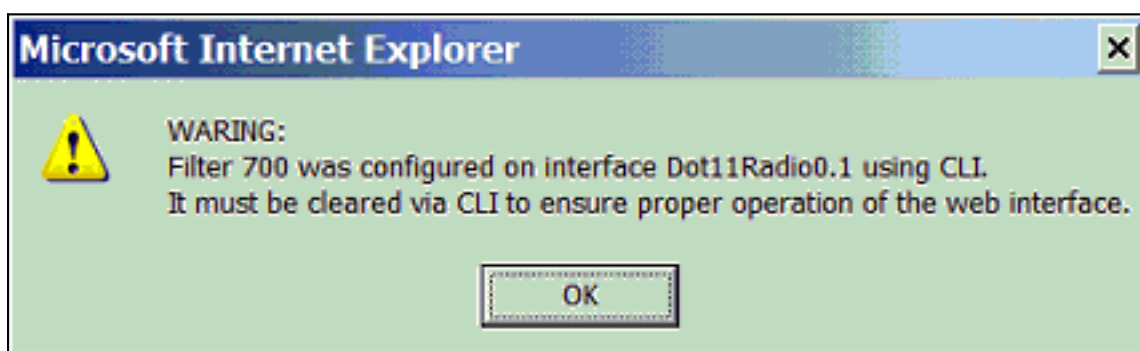 Microsoft Internet Explorer
WARING:
Filter 700 was configured on interface Dot11Radio0.1 using CLI.
It must be cleared via CLI to ensure proper operation of the web interface.
OK